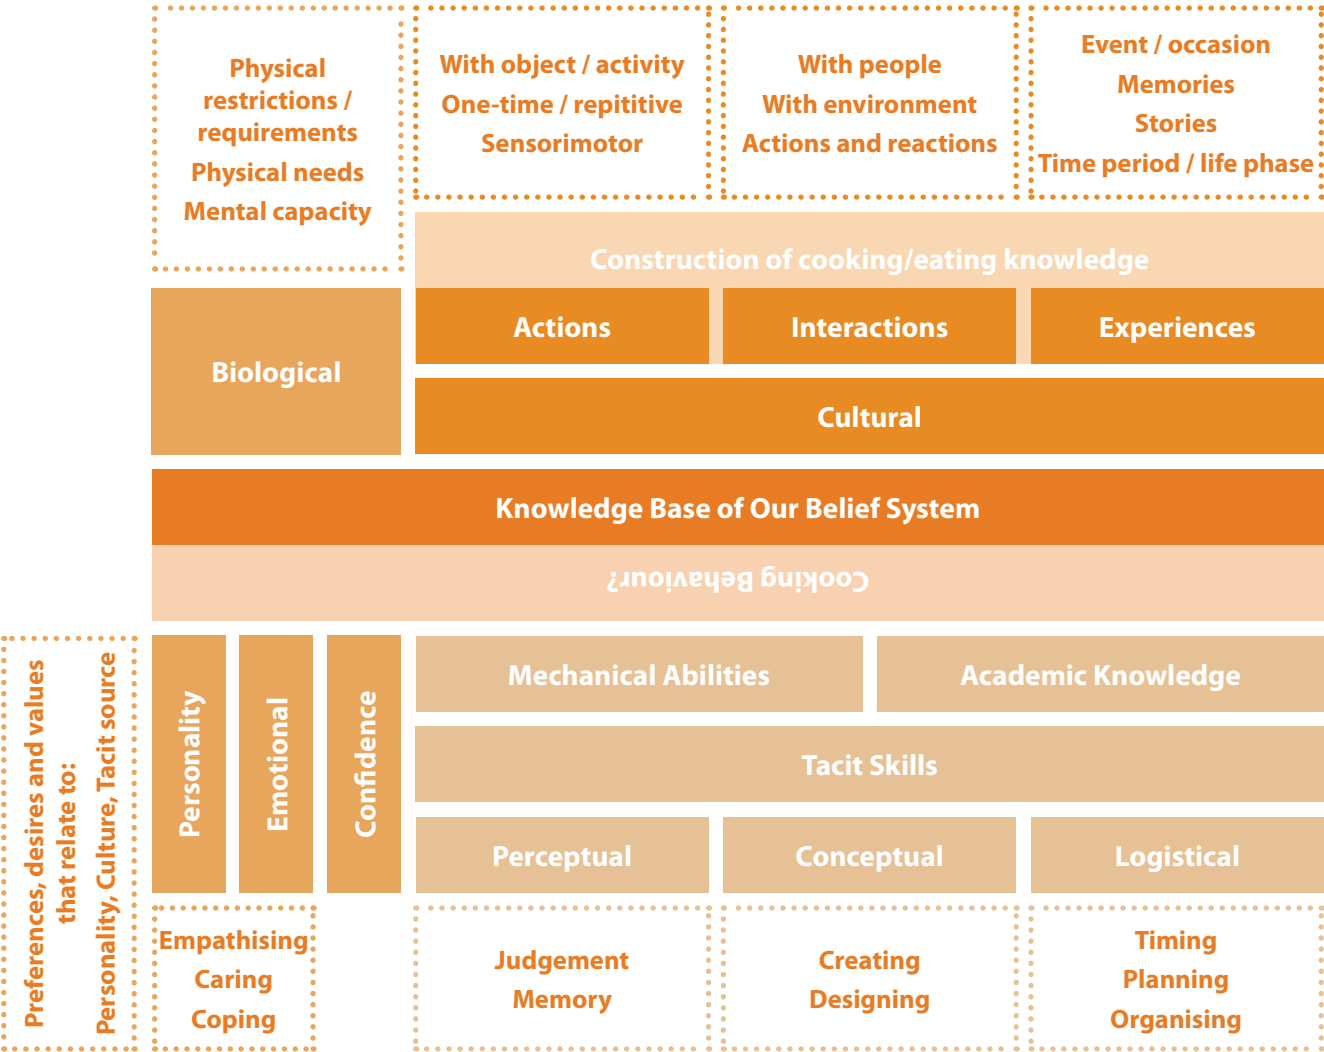 Physical
restrictions /
requirements
Physical needs
Mental capacity
With object / activity
One-time / repititive
Sensorimotor
With people
With environment
Actions and reactions
Event / occasion
Memories
Stories
Time period / life phase
Construction of cooking/eating knowledge
Biological
Actions
Interactions
Experiences
Cultural
Knowledge Base of Our Belief System
Cooking Behaviour?
Preferences, desires and values
that relate to:
Personality, Culture, Tacit source
Personality
Emotional
Confidence
Mechanical Abilities
Academic Knowledge
Tacit Skills
Perceptual
Conceptual
Logistical
Empathising
Caring
Coping
Judgement
Memory
Creating
Designing
Timing
Planning
Organising